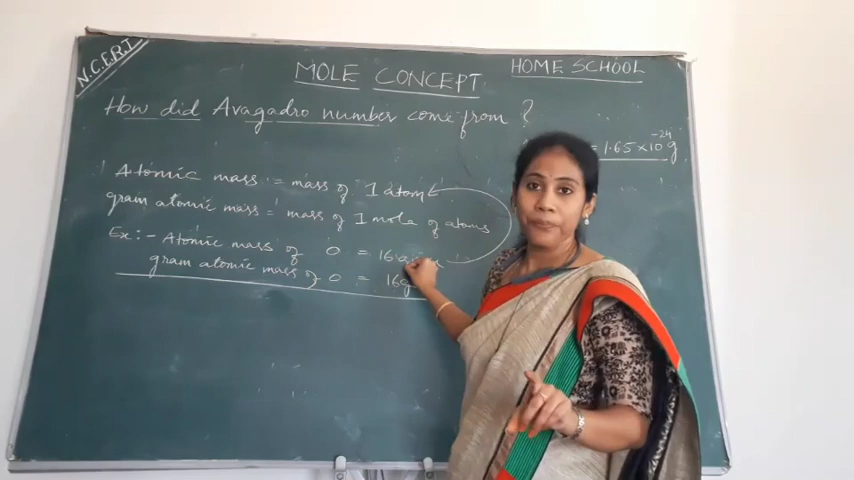 N.C.E.R.T
MOLE CONCEPT
HOME SCHOOL
How did Avagadro number come from ?
= 1.65 × 10⁻²⁴g
Atomic mass = mass of 1 atom
gram atomic mass = mass of 1 mole of atoms
Ex:- Atomic mass of O = 16
gram atomic mass of O = 16g